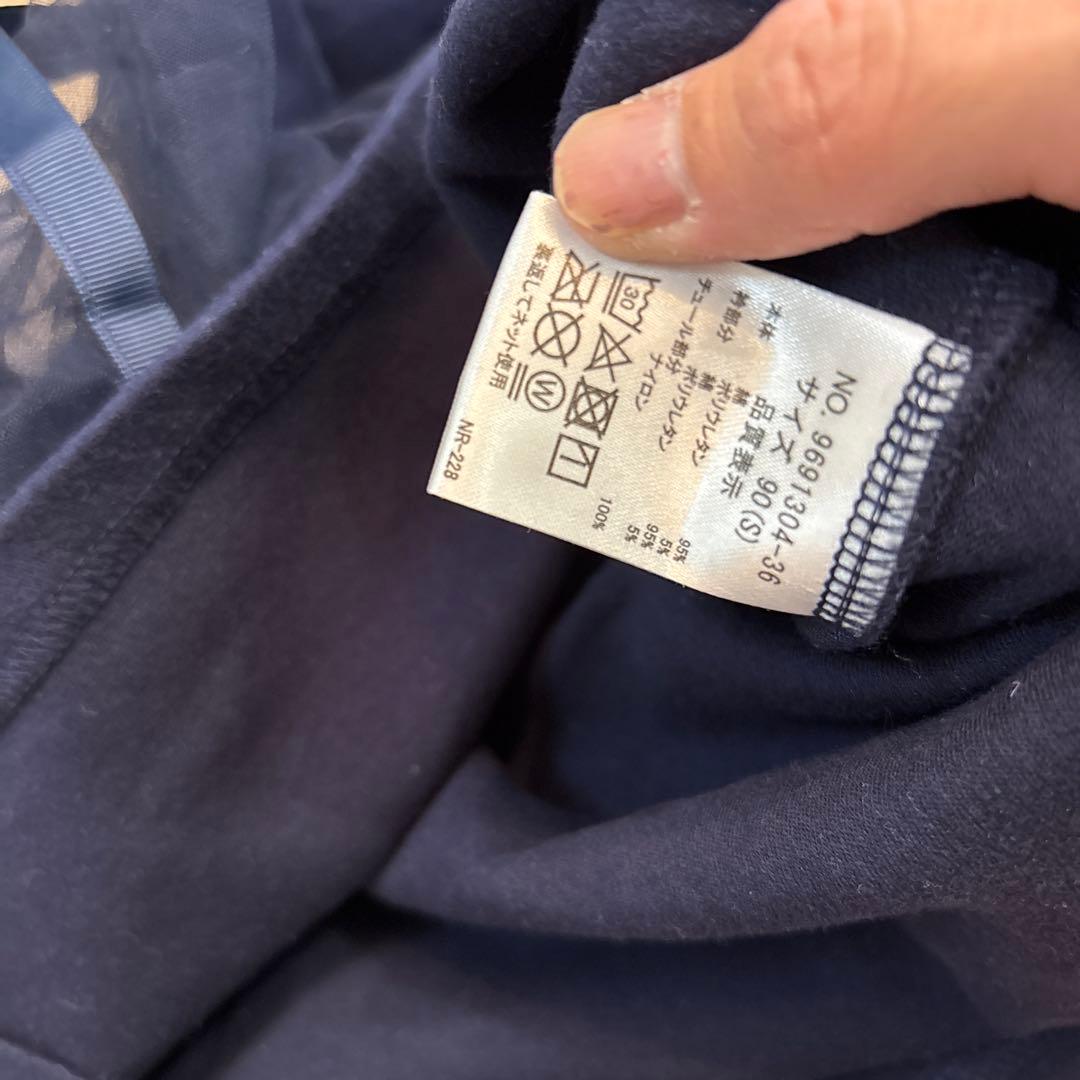 NO. 9691304-36
サイズ 90(S)
品質表示
本体 綿 95%
ポリウレタン 5%
衿部分 綿 95%
ポリウレタン 5%
チュール部分 ナイロン 100%
30
W
裏返してネット使用
NR-228